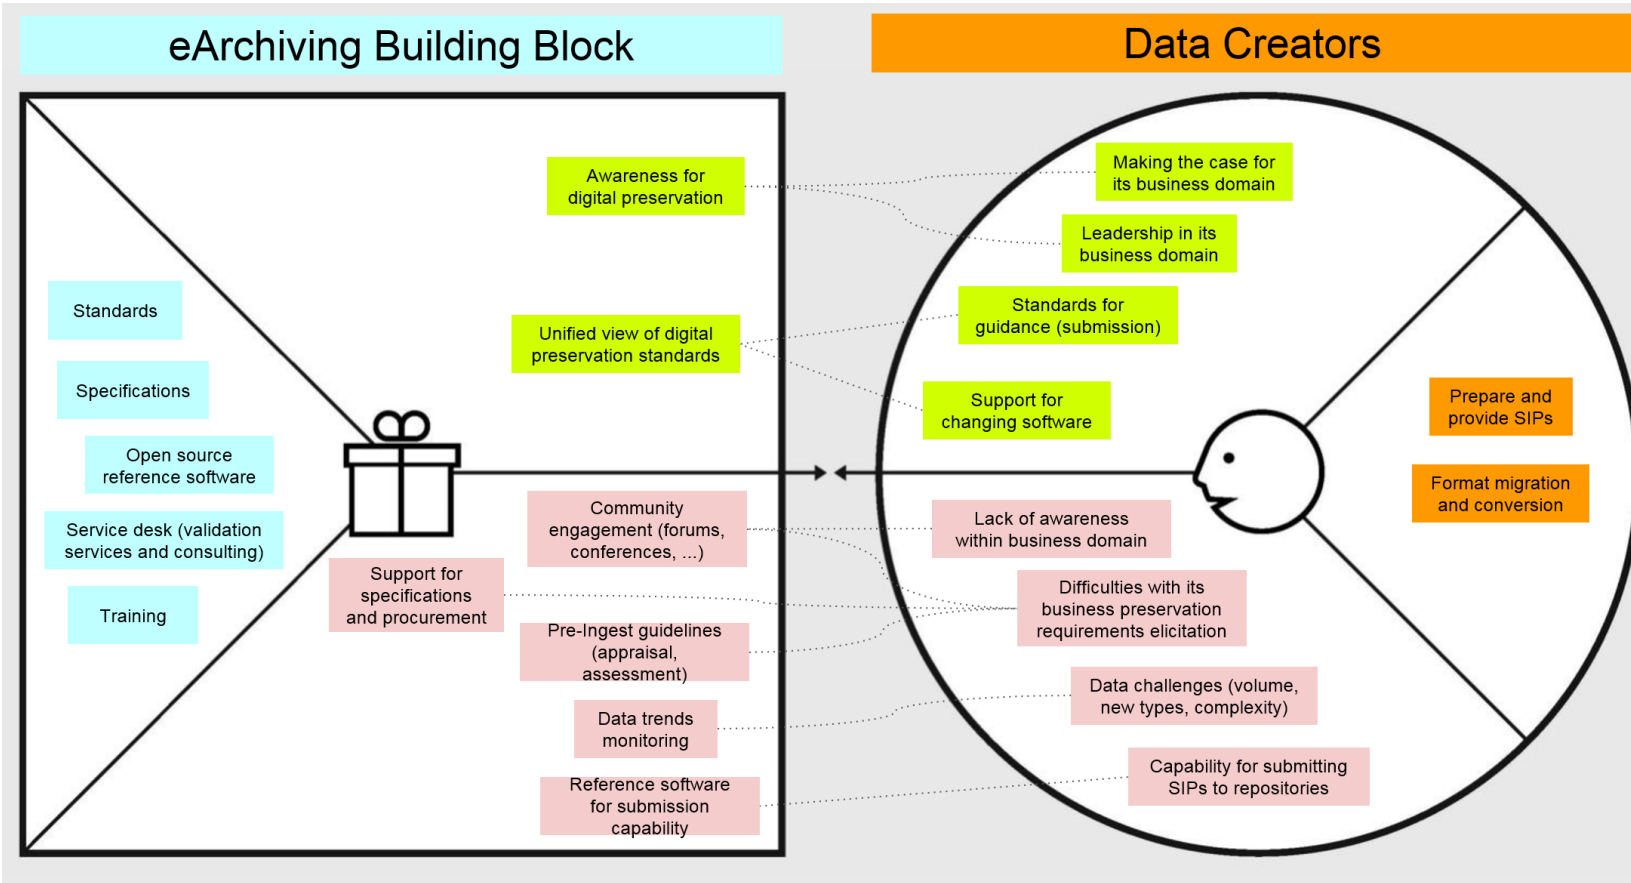 eArchiving Building Block
Data Creators
Awareness for
digital preservation
Unified view of digital
preservation standards
Standards
Specifications
Open source
reference software
Service desk (validation
services and consulting)
Training
Community
engagement (forums,
conferences, ...)
Support for
specifications
and procurement
Pre-Ingest guidelines
(appraisal,
assessment)
Data trends
monitoring
Reference software
for submission
capability
Making the case for
its business domain
Leadership in its
business domain
Standards for
guidance (submission)
Support for
changing software
Prepare and
provide SIPs
Format migration
and conversion
Lack of awareness
within business domain
Difficulties with its
business preservation
requirements elicitation
Data challenges (volume,
new types, complexity)
Capability for submitting
SIPs to repositories